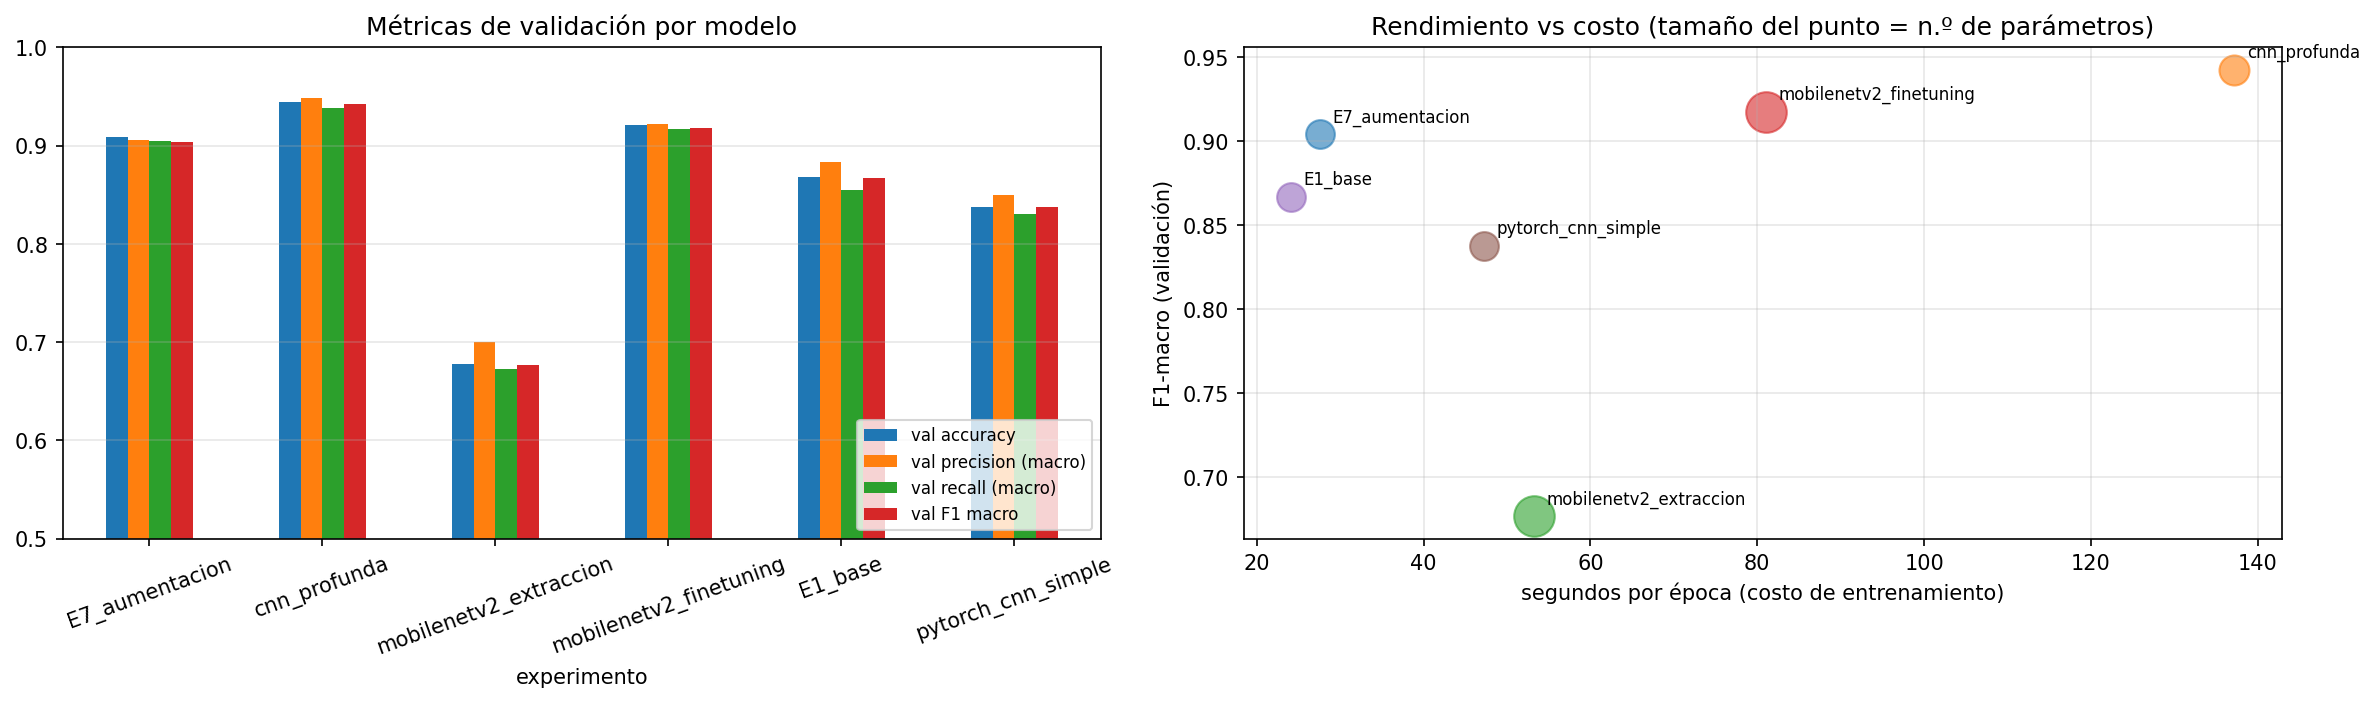 Métricas de validación por modelo
1.0
0.9
0.8
0.7
0.6
0.5
val accuracy
val precision (macro)
val recall (macro)
val F1 macro
E7_aumentacion
cnn_profunda
mobilenetv2_extraccion
mobilenetv2_finetuning
E1_base
pytorch_cnn_simple
experimento
Rendimiento vs costo (tamaño del punto = n.º de parámetros)
F1-macro (validación)
0.95
0.90
0.85
0.80
0.75
0.70
cnn_profunda
mobilenetv2_finetuning
E7_aumentacion
E1_base
pytorch_cnn_simple
mobilenetv2_extraccion
20
40
60
80
100
120
140
segundos por época (costo de entrenamiento)